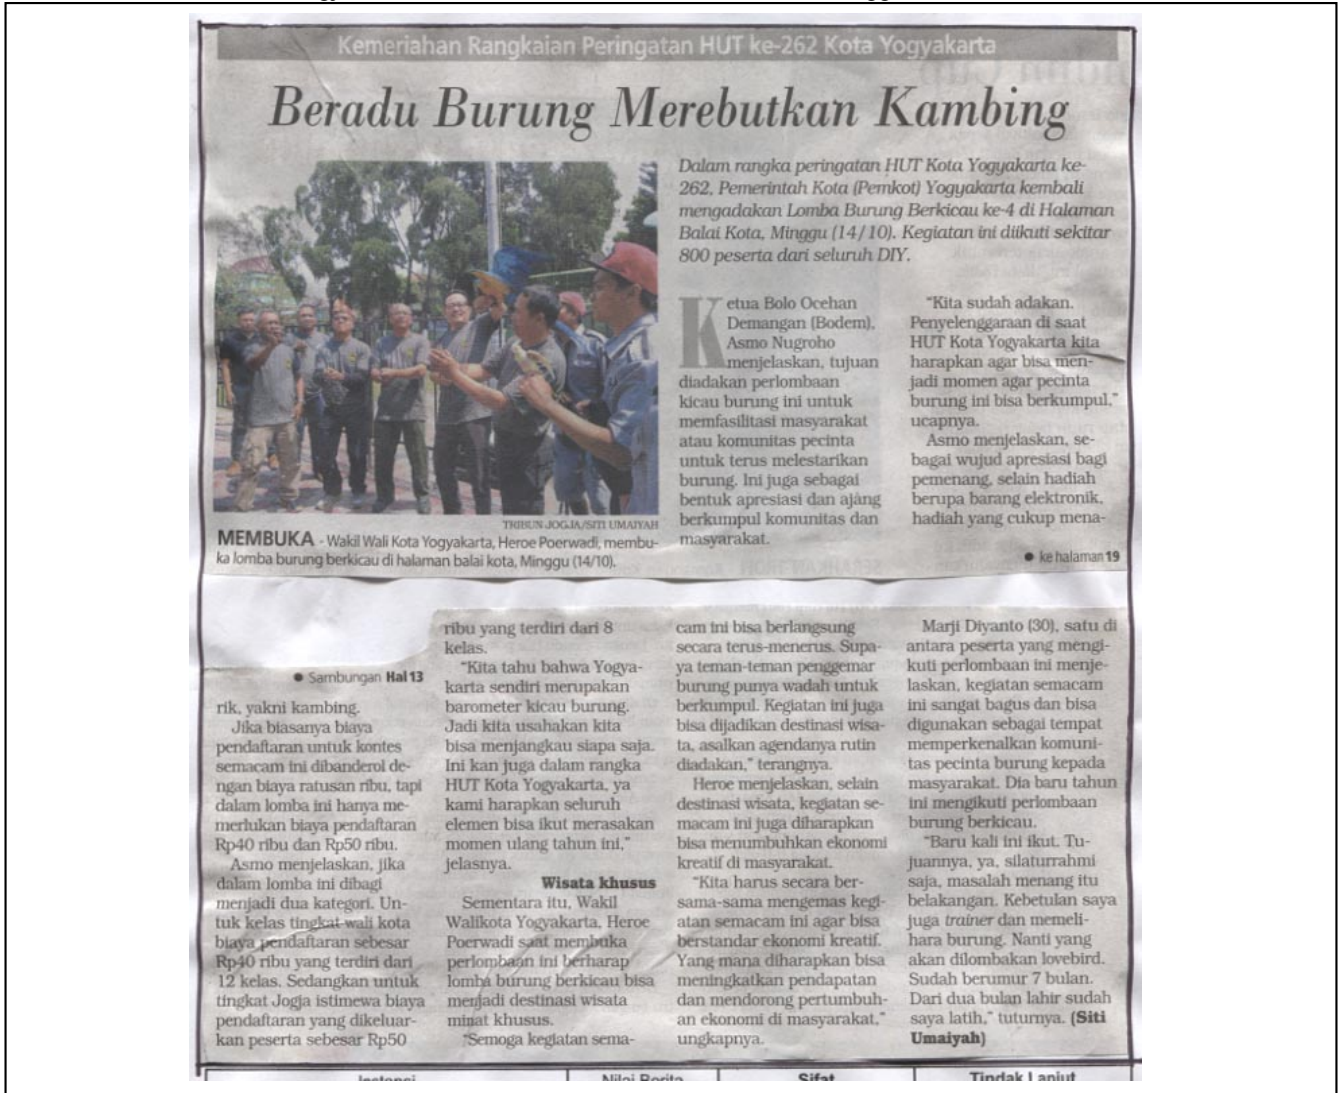 Kemeriahan Rangkaian Peringatan HUT ke-262 Kota Yogyakarta
Beradu Burung Merebutkan Kambing
Dalam rangka peringatan HUT Kota Yogyakarta ke-
262, Pemerintah Kota (Pemkot) Yogyakarta kembali
mengadakan Lomba Burung Berkicau ke-4 di Halaman
Balai Kota, Minggu (14/10). Kegiatan ini diikuti sekitar
800 peserta dari seluruh DIY.
TRIBUN JOGJA/SITI UMAIYAH
MEMBUKA - Wakil Wali Kota Yogyakarta, Heroe Poerwadi, membu-
ka lomba burung berkicau di halaman balai kota, Minggu (14/10).
Ketua Bolo Ocehan
Demangan (Bodem),
Asmo Nugroho
menjelaskan, tujuan
diadakan perlombaan
kicau burung ini untuk
memfasilitasi masyarakat
atau komunitas pecinta
untuk terus melestarikan
burung. Ini juga sebagai
bentuk apresiasi dan ajang
berkumpul komunitas dan
masyarakat.
"Kita sudah adakan.
Penyelenggaraan di saat
HUT Kota Yogyakarta kita
harapkan agar bisa men-
jadi momen agar pecinta
burung ini bisa berkumpul,"
ucapnya.
Asmo menjelaskan, se-
bagai wujud apresiasi bagi
pemenang, selain hadiah
berupa barang elektronik,
hadiah yang cukup mena-
● ke halaman 19
● Sambungan Hal 13
rik, yakni kambing.
Jika biasanya biaya
pendaftaran untuk kontes
semacam ini dibanderol de-
ngan biaya ratusan ribu, tapi
dalam lomba ini hanya me-
merlukan biaya pendaftaran
Rp40 ribu dan Rp50 ribu.
Asmo menjelaskan, jika
dalam lomba ini dibagi
menjadi dua kategori. Un-
tuk kelas tingkat wali kota
biaya pendaftaran sebesar
Rp40 ribu yang terdiri dari
12 kelas. Sedangkan untuk
tingkat Jogja istimewa biaya
pendaftaran yang dikeluar-
kan peserta sebesar Rp50
ribu yang terdiri dari 8
kelas.
"Kita tahu bahwa Yogya-
karta sendiri merupakan
barometer kicau burung.
Jadi kita usahakan kita
bisa menjangkau siapa saja.
Ini kan juga dalam rangka
HUT Kota Yogyakarta, ya
kami harapkan seluruh
elemen bisa ikut merasakan
momen ulang tahun ini,"
jelasnya.
Wisata khusus
Sementara itu, Wakil
Walikota Yogyakarta, Heroe
Poerwadi saat membuka
perlombaan ini berharap
lomba burung berkicau bisa
menjadi destinasi wisata
minat khusus.
"Semoga kegiatan sema-
cam ini bisa berlangsung
secara terus-menerus. Supa-
ya teman-teman penggemar
burung punya wadah untuk
berkumpul. Kegiatan ini juga
bisa dijadikan destinasi wisa-
ta, asalkan agendanya rutin
diadakan," terangnya.
Heroe menjelaskan, selain
destinasi wisata, kegiatan se-
macam ini juga diharapkan
bisa menumbuhkan ekonomi
kreatif di masyarakat.
"Kita harus secara ber-
sama-sama mengemas kegi-
atan semacam ini agar bisa
berstandar ekonomi kreatif.
Yang mana diharapkan bisa
meningkatkan pendapatan
dan mendorong pertumbuh-
an ekonomi di masyarakat,"
ungkapnya.
Marji Diyanto (30), satu di
antara peserta yang mengi-
kuti perlombaan ini menje-
laskan, kegiatan semacam
ini sangat bagus dan bisa
digunakan sebagai tempat
memperkenalkan komuni-
tas pecinta burung kepada
masyarakat. Dia baru tahun
ini mengikuti perlombaan
burung berkicau.
"Baru kali ini ikut. Tu-
juannya, ya, silaturrahmi
saja, masalah menang itu
belakangan. Kebetulan saya
juga trainer dan memeli-
hara burung. Nanti yang
akan dilombakan lovebird.
Sudah berumur 7 bulan.
Dari dua bulan lahir sudah
saya latih," tuturnya. (Siti
Umaiyah)
Instansi Nilai Berita Sifat Tindak Lanjut